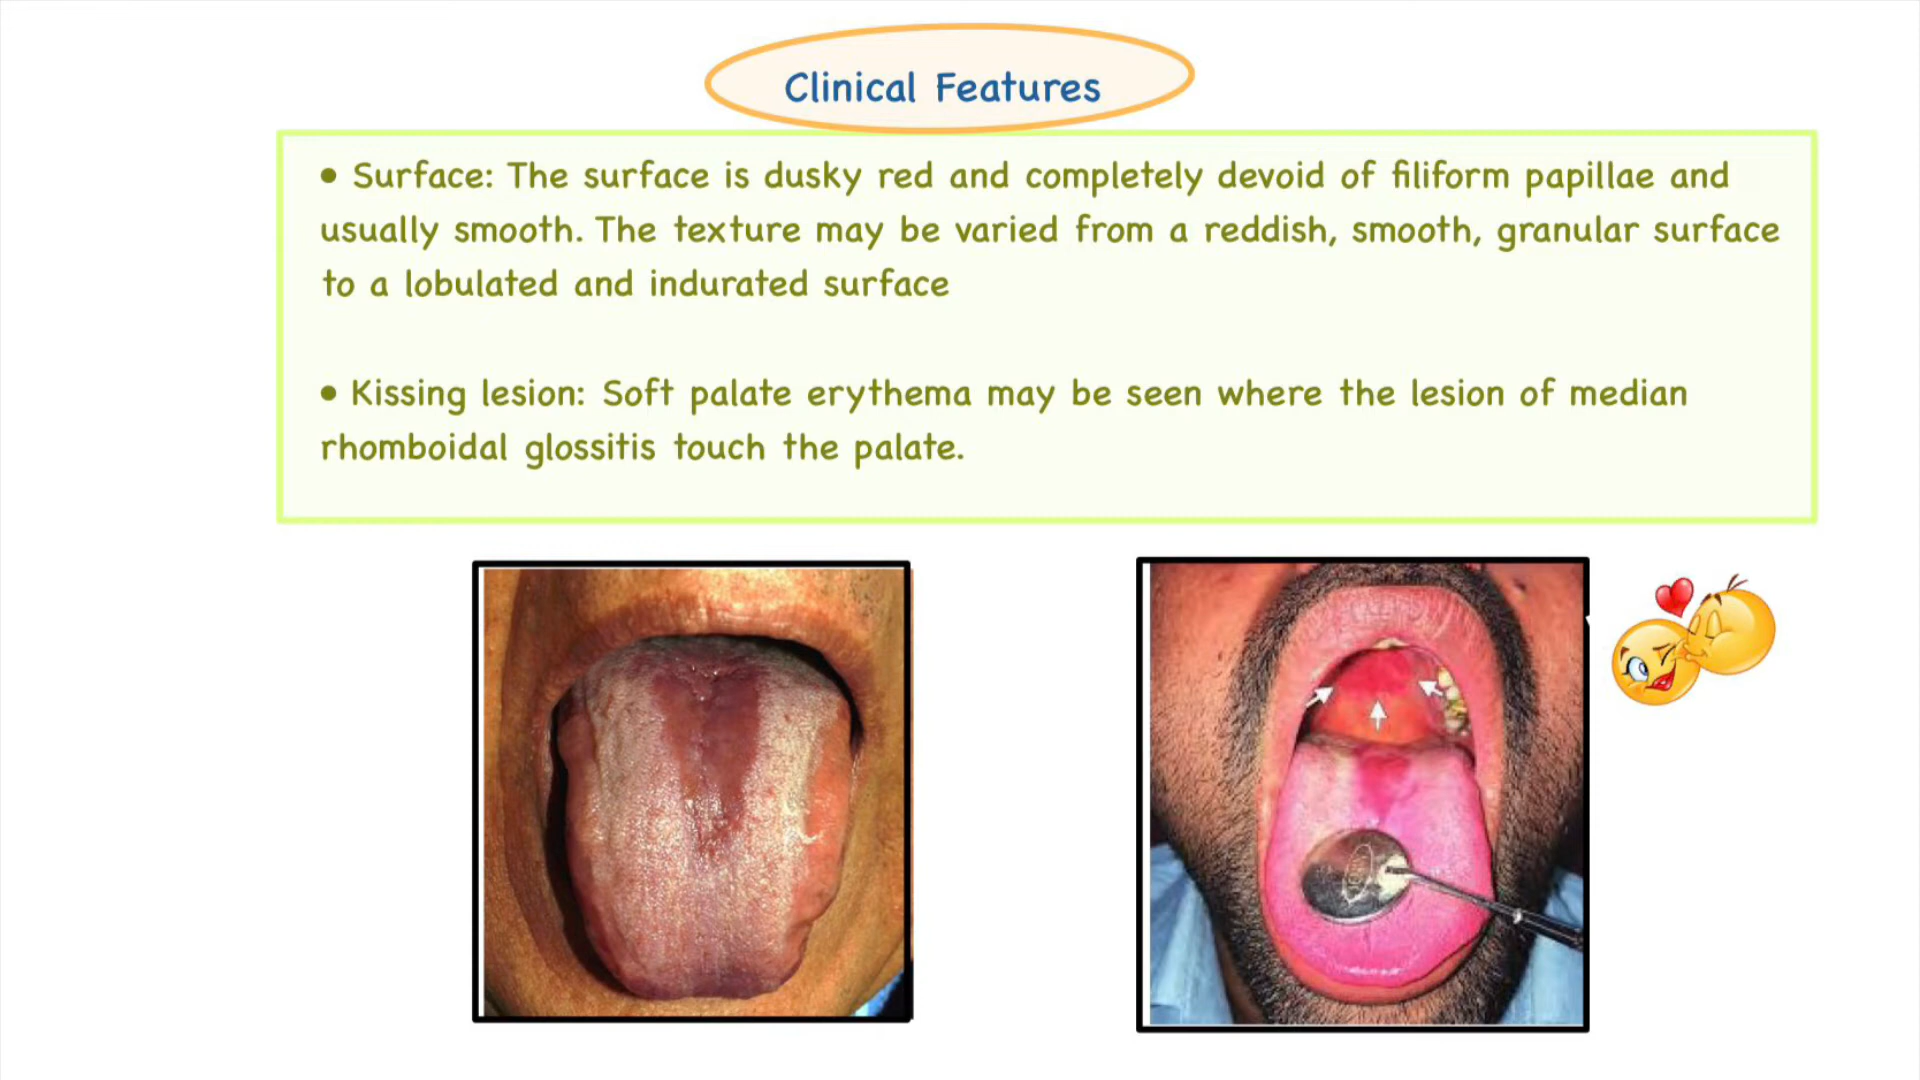 Clinical Features
• Surface: The surface is dusky red and completely devoid of filiform papillae and
usually smooth. The texture may be varied from a reddish, smooth, granular surface
to a lobulated and indurated surface
• Kissing lesion: Soft palate erythema may be seen where the lesion of median
rhomboidal glossitis touch the palate.